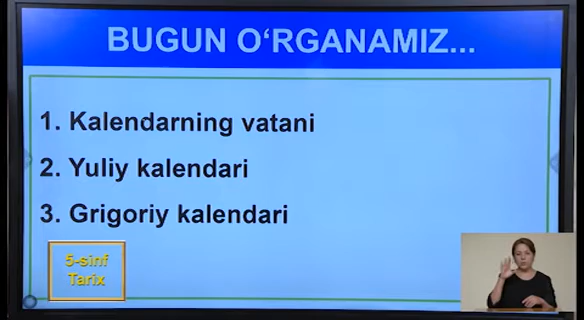 BUGUN O‘RGANAMIZ...
1. Kalendarning vatani
2. Yuliy kalendari
3. Grigoriy kalendari
5-sinf
Tarix